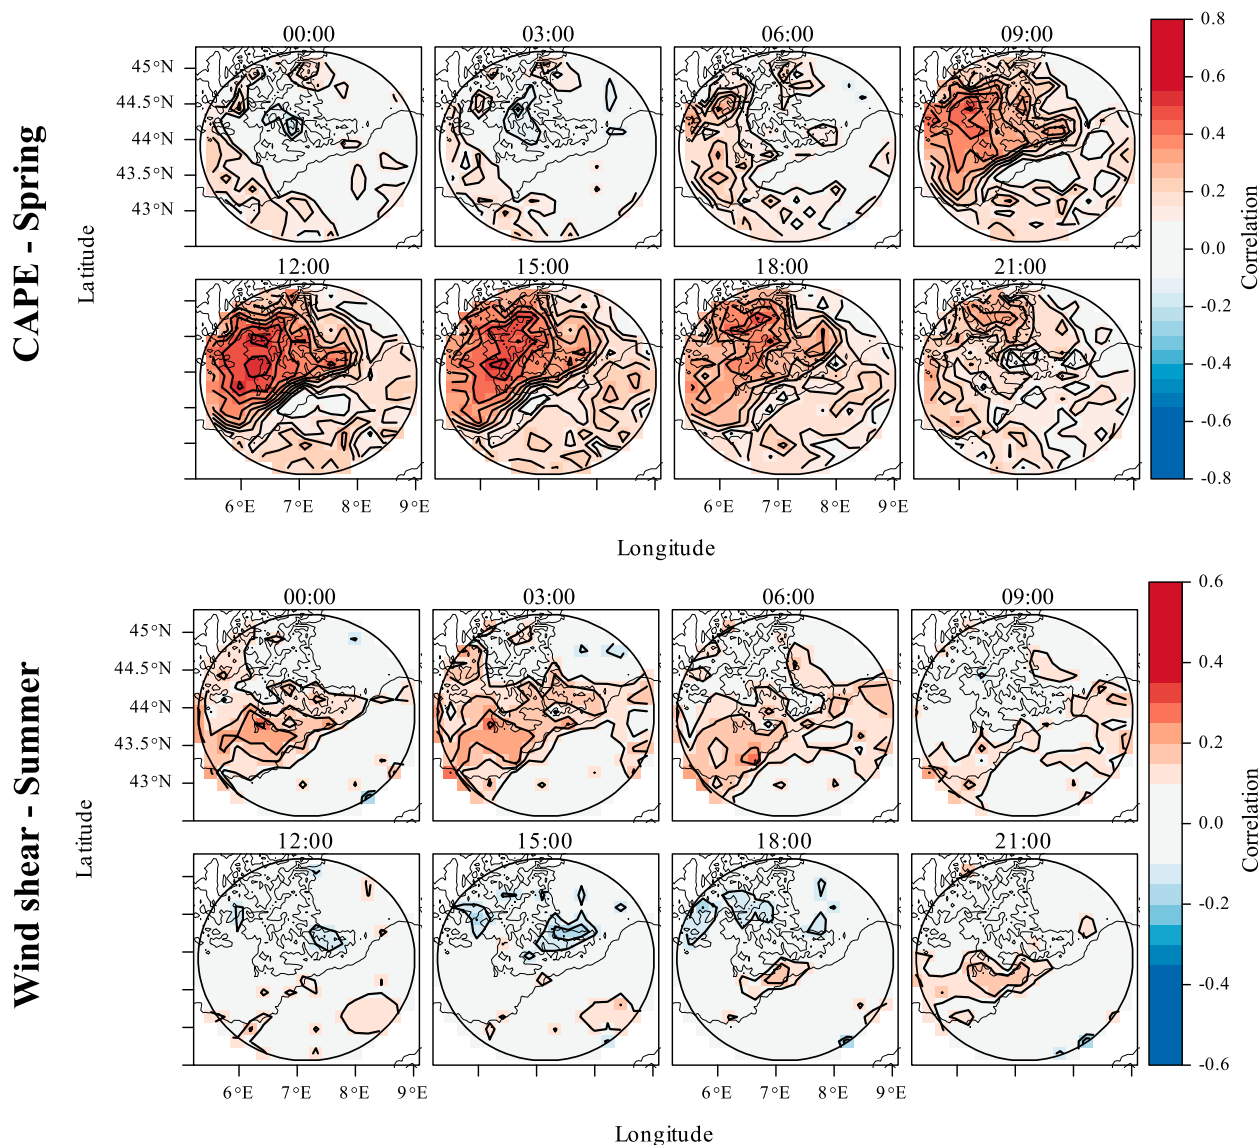 CAPE - Spring
Latitude
00:00 03:00 06:00 09:00
45°N
44.5°N
44°N
43.5°N
43°N
12:00 15:00 18:00 21:00
6°E 7°E 8°E 9°E 6°E 7°E 8°E 9°E
Longitude
0.8
0.6
0.4
0.2
0.0
-0.2
-0.4
-0.6
-0.8
Correlation
Wind shear - Summer
Latitude
00:00 03:00 06:00 09:00
45°N
44.5°N
44°N
43.5°N
43°N
12:00 15:00 18:00 21:00
6°E 7°E 8°E 9°E 6°E 7°E 8°E 9°E
Longitude
0.6
0.4
0.2
0.0
-0.2
-0.4
-0.6
Correlation